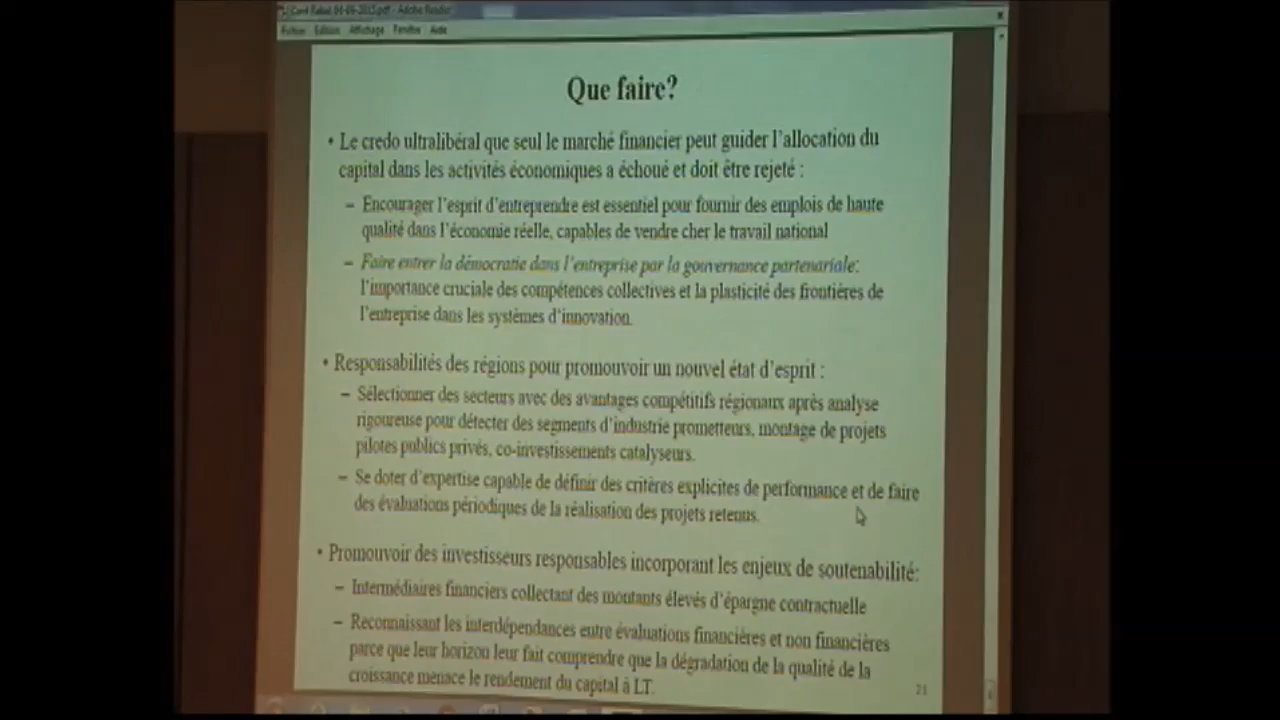 Adobe Reader
Fichier Edition Affichage Fenêtre Aide
Que faire?
• Le credo ultralibéral que seul le marché financier peut guider l'allocation du
capital dans les activités économiques a échoué et doit être rejeté :
– Encourager l'esprit d'entreprendre est essentiel pour fournir des emplois de haute
qualité dans l'économie réelle, capables de vendre cher le travail national
– Faire entrer la démocratie dans l'entreprise par la gouvernance partenariale:
l'importance cruciale des compétences collectives et la plasticité des frontières de
l'entreprise dans les systèmes d'innovation.
• Responsabilités des régions pour promouvoir un nouvel état d'esprit :
– Sélectionner des secteurs avec des avantages compétitifs régionaux après analyse
rigoureuse pour détecter des segments d'industrie prometteurs, montage de projets
pilotes publics privés, co-investissements catalyseurs.
– Se doter d'expertise capable de définir des critères explicites de performance et de faire
des évaluations périodiques de la réalisation des projets retenus.
• Promouvoir des investisseurs responsables incorporant les enjeux de soutenabilité:
– Intermédiaires financiers collectant des montants élevés d'épargne contractuelle
– Reconnaissant les interdépendances entre évaluations financières et non financières
parce que leur horizon leur fait comprendre que la dégradation de la qualité de la
croissance menace le rendement du capital à LT.
21